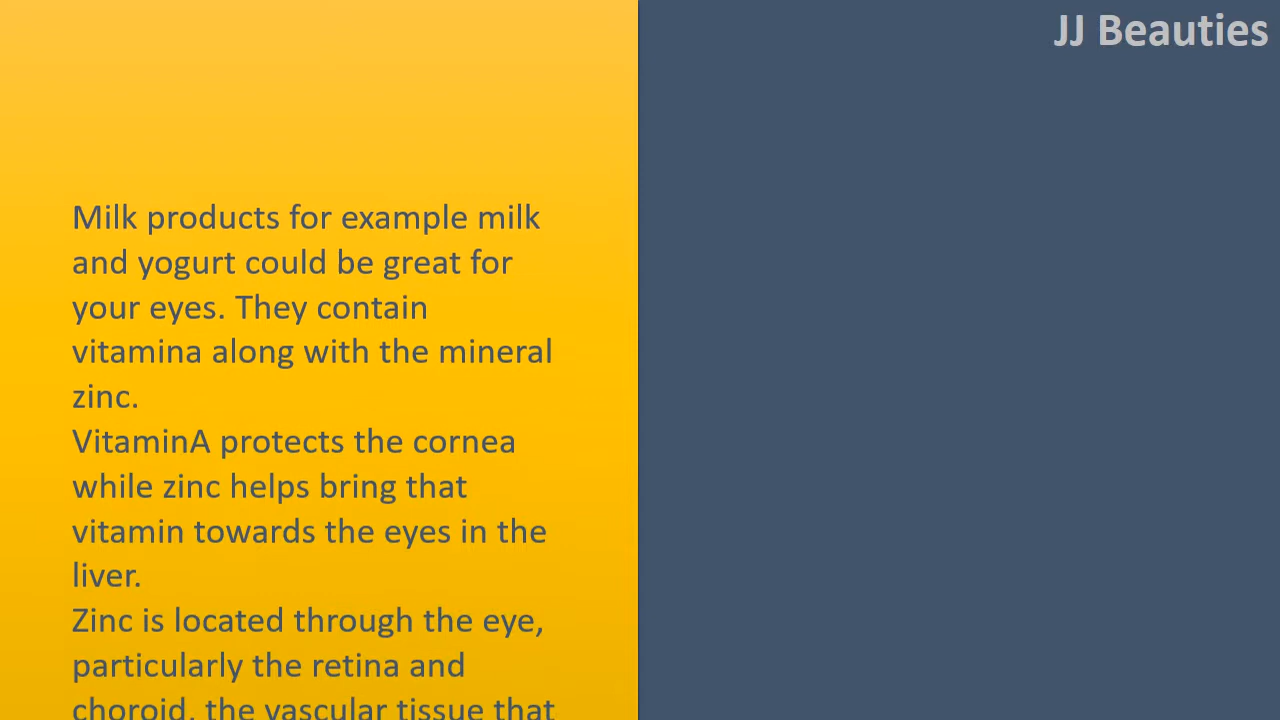 JJ Beauties
Milk products for example milk
and yogurt could be great for
your eyes. They contain
vitamina along with the mineral
zinc.
VitaminA protects the cornea
while zinc helps bring that
vitamin towards the eyes in the
liver.
Zinc is located through the eye,
particularly the retina and
choroid, the vascular tissue that